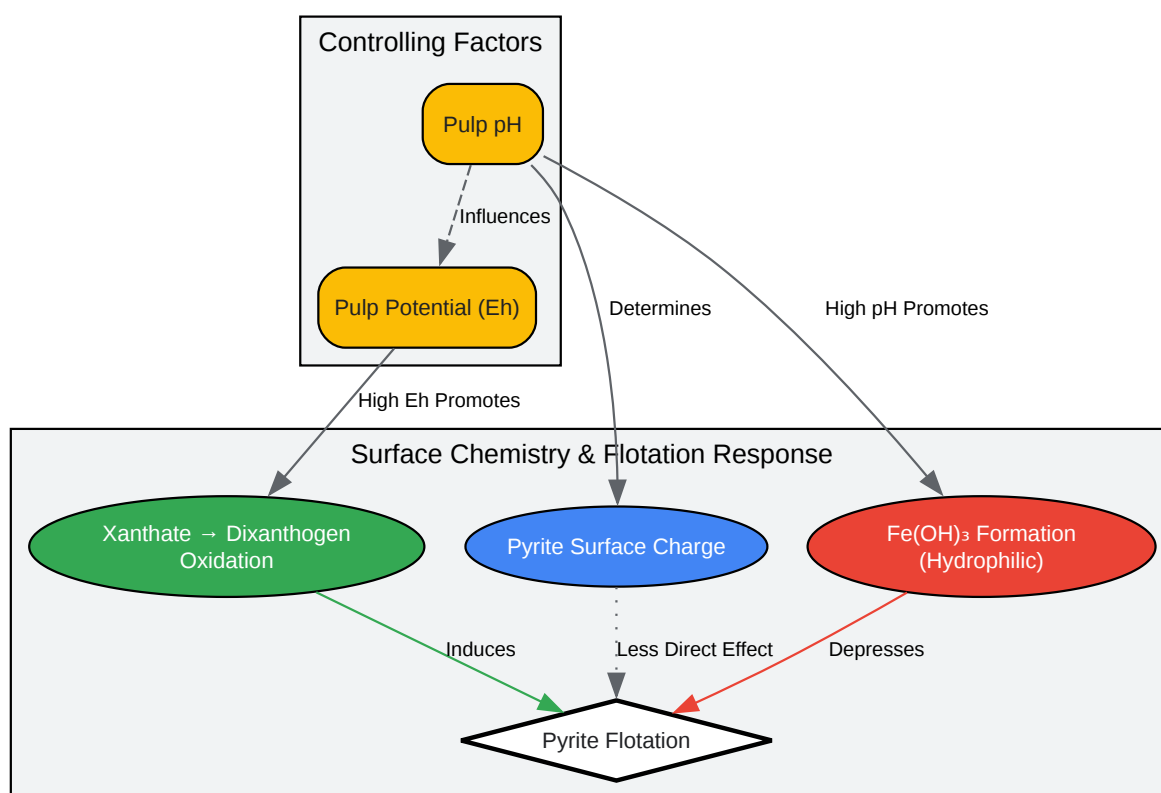 Controlling Factors
Pulp pH
Influences
Pulp Potential (Eh)
Determines
High pH Promotes
High Eh Promotes
Surface Chemistry & Flotation Response
Xanthate → Dixanthogen
Oxidation
Pyrite Surface Charge
Fe(OH)₃ Formation
(Hydrophilic)
Induces
Less Direct Effect
Depresses
Pyrite Flotation